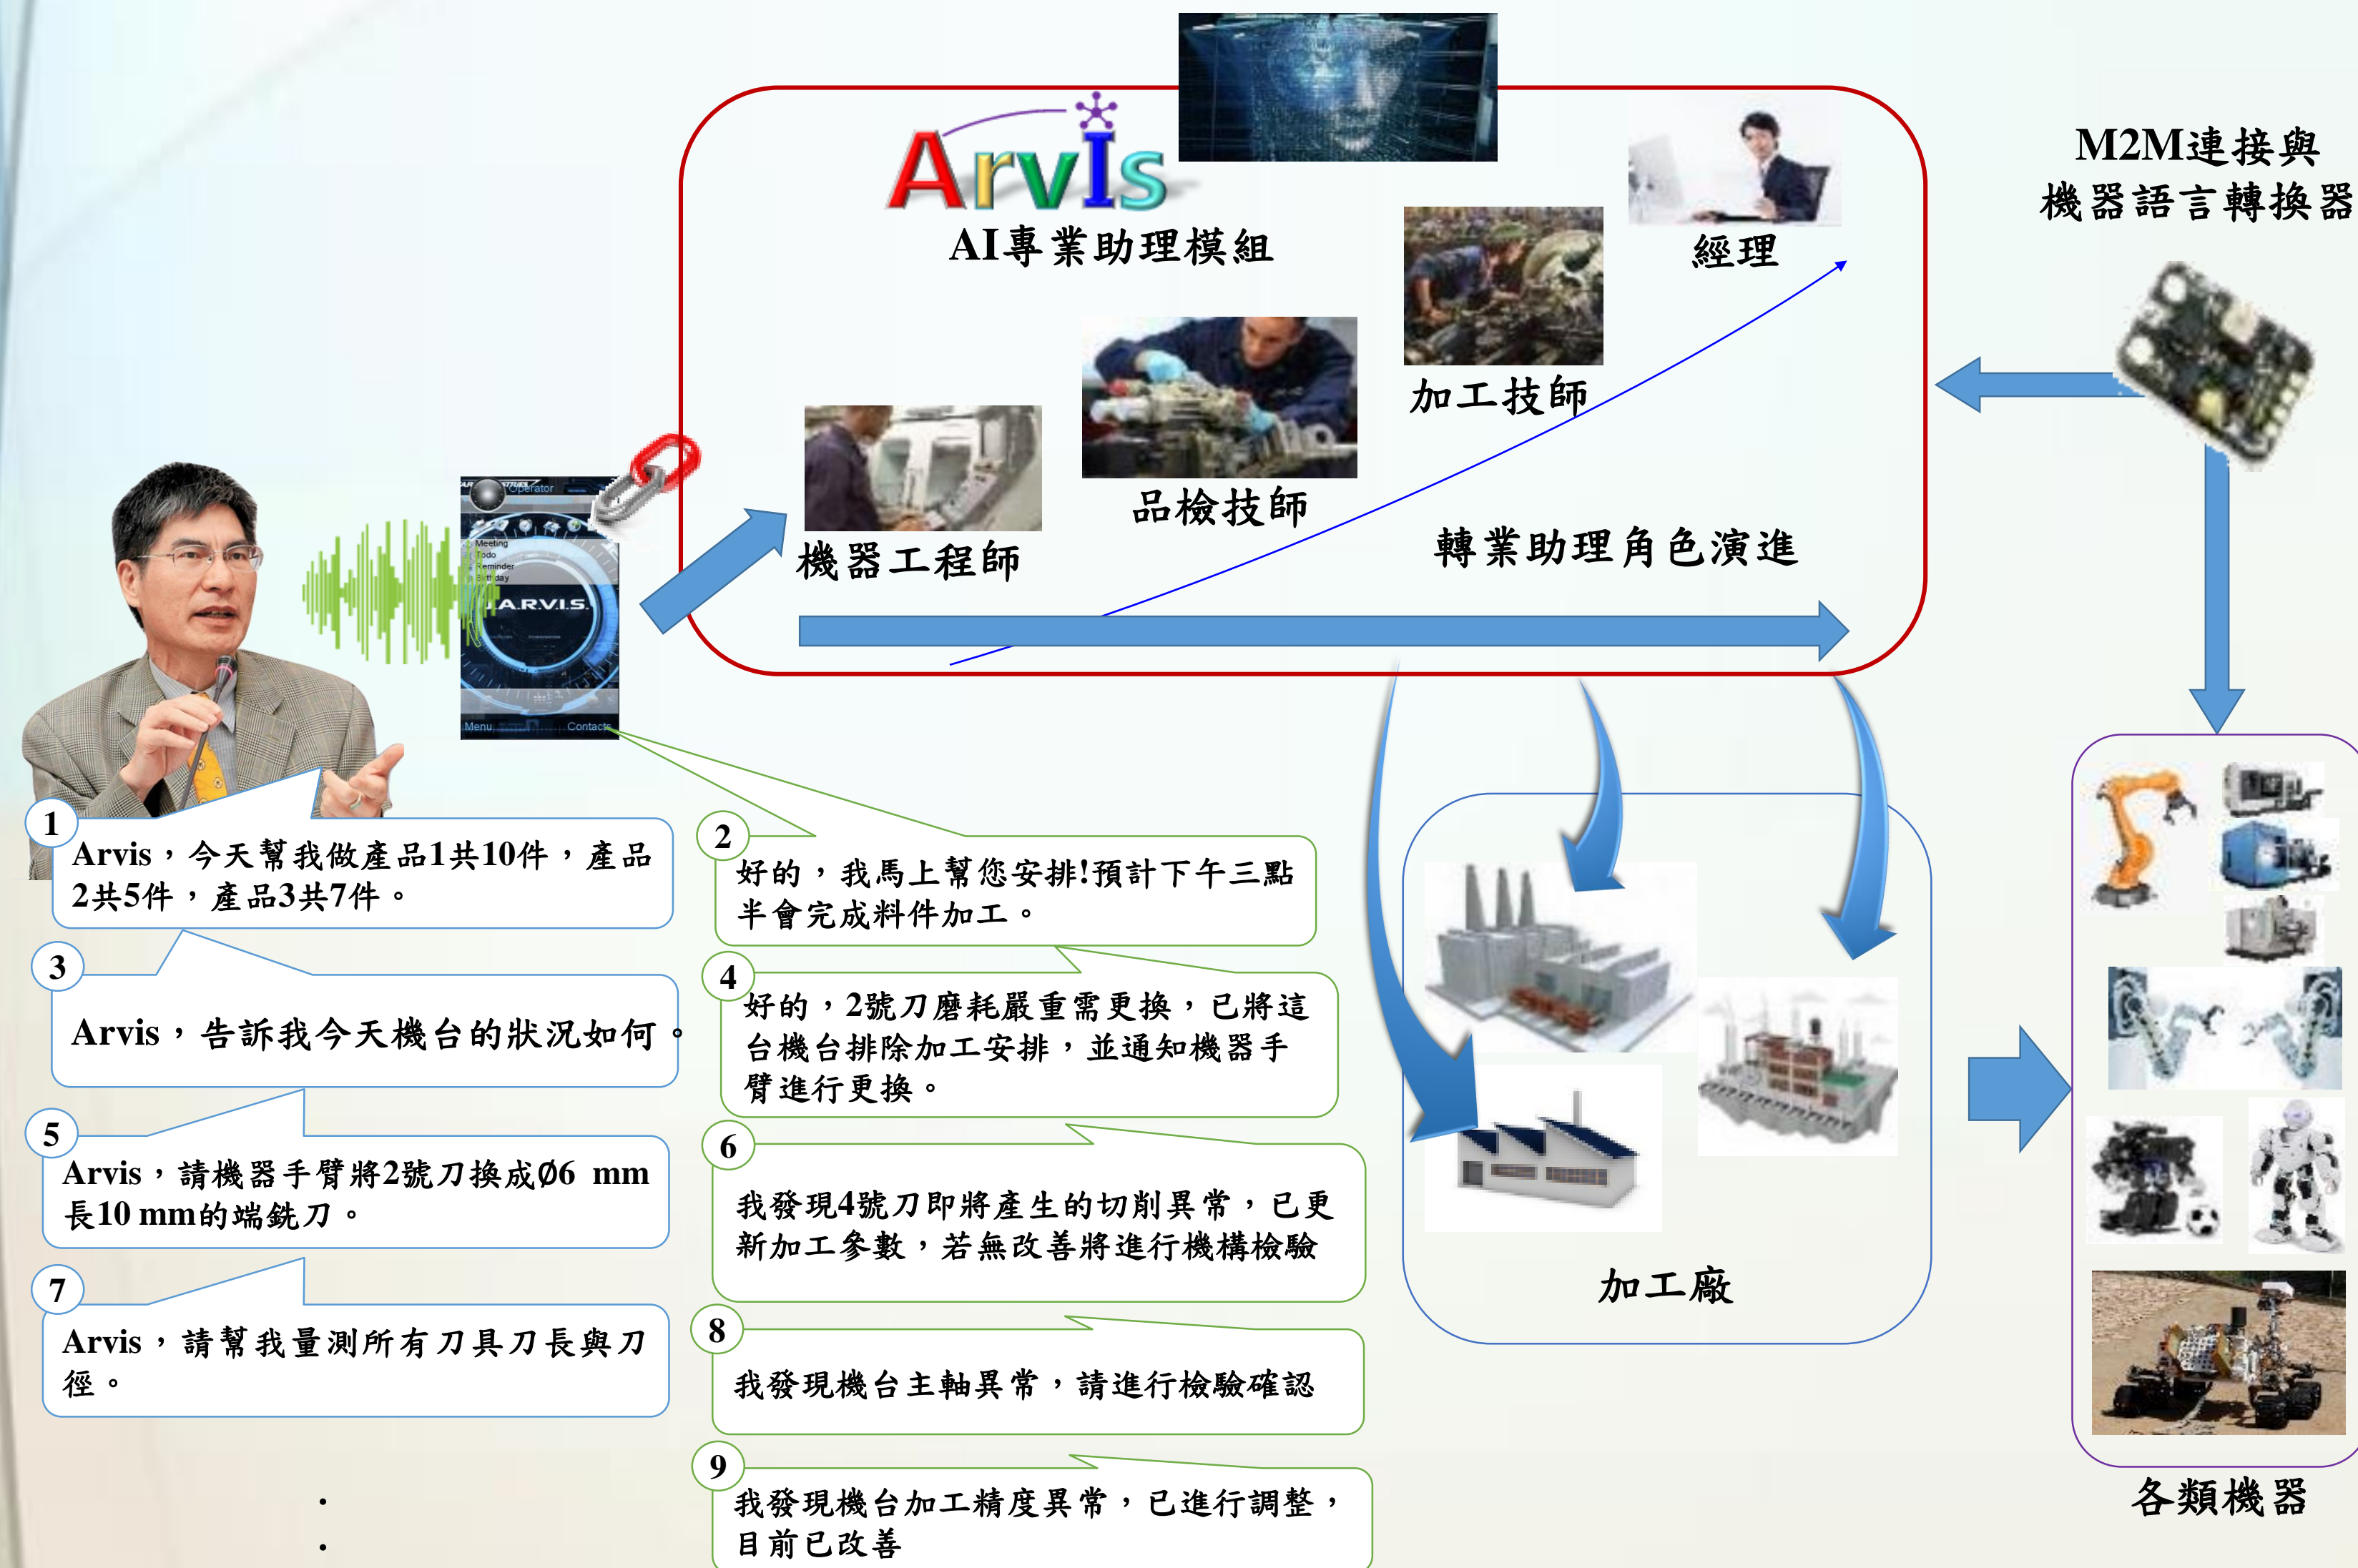 ArvIs
AI專業助理模組
經理
加工技師
品檢技師
機器工程師
轉業助理角色演進
M2M連接與
機器語言轉換器
Operator
Meeting
Todo
Reminder
Birthday
J.A.R.V.I.S.
Menu
Contacts
1
Arvis，今天幫我做產品1共10件，產品
2共5件，產品3共7件。
2
好的，我馬上幫您安排!預計下午三點
半會完成料件加工。
3
Arvis，告訴我今天機台的狀況如何。
4
好的，2號刀磨耗嚴重需更換，已將這
台機台排除加工安排，並通知機器手
臂進行更換。
5
Arvis，請機器手臂將2號刀換成Ø6 mm
長10 mm的端銑刀。
6
我發現4號刀即將產生的切削異常，已更
新加工參數，若無改善將進行機構檢驗
7
Arvis，請幫我量測所有刀具刀長與刀
徑。
8
我發現機台主軸異常，請進行檢驗確認
9
我發現機台加工精度異常，已進行調整，
目前已改善
加工廠
各類機器